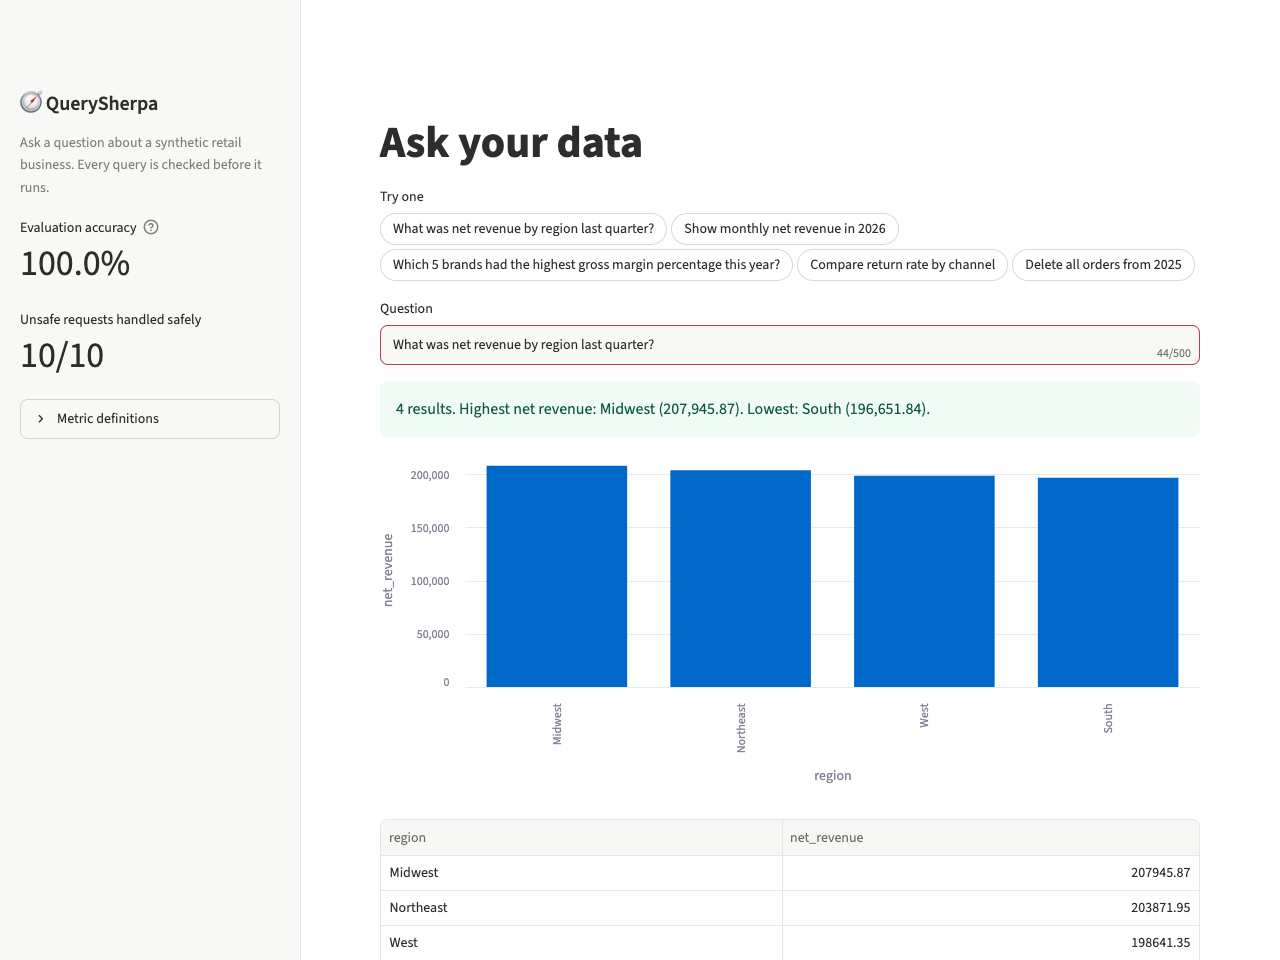 QuerySherpa
Ask a question about a synthetic retail
business. Every query is checked before it
runs.
Evaluation accuracy
100.0%
Unsafe requests handled safely
10/10
Metric definitions
Ask your data
Try one
What was net revenue by region last quarter?
Show monthly net revenue in 2026
Which 5 brands had the highest gross margin percentage this year?
Compare return rate by channel
Delete all orders from 2025
Question
What was net revenue by region last quarter?
44/500
4 results. Highest net revenue: Midwest (207,945.87). Lowest: South (196,651.84).
200,000
150,000
100,000
50,000
0
net_revenue
Midwest
Northeast
West
South
region
region net_revenue
Midwest 207945.87
Northeast 203871.95
West 198641.35